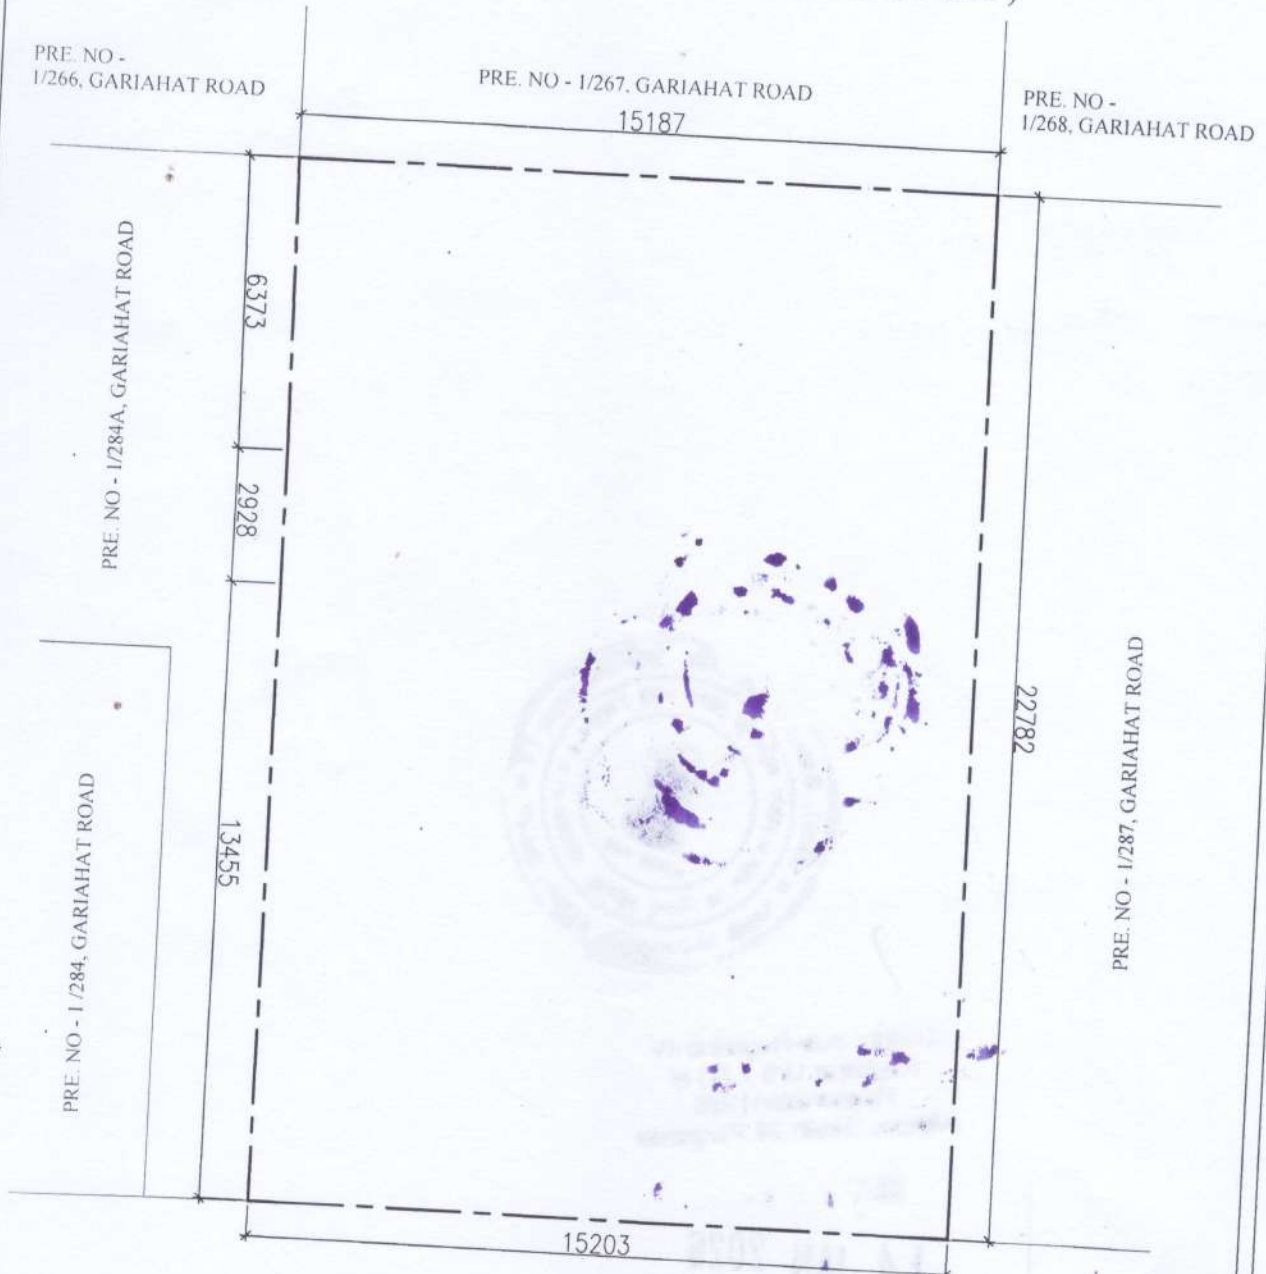 PRE. NO -
1/266, GARIAHAT ROAD
PRE. NO - 1/267, GARIAHAT ROAD
15187
PRE. NO -
1/268, GARIAHAT ROAD
PRE. NO - 1/284A, GARIAHAT ROAD
6373
2928
13455
PRE. NO - 1 /284, GARIAHAT ROAD
22782
PRE. NO - 1/287, GARIAHAT ROAD
15203